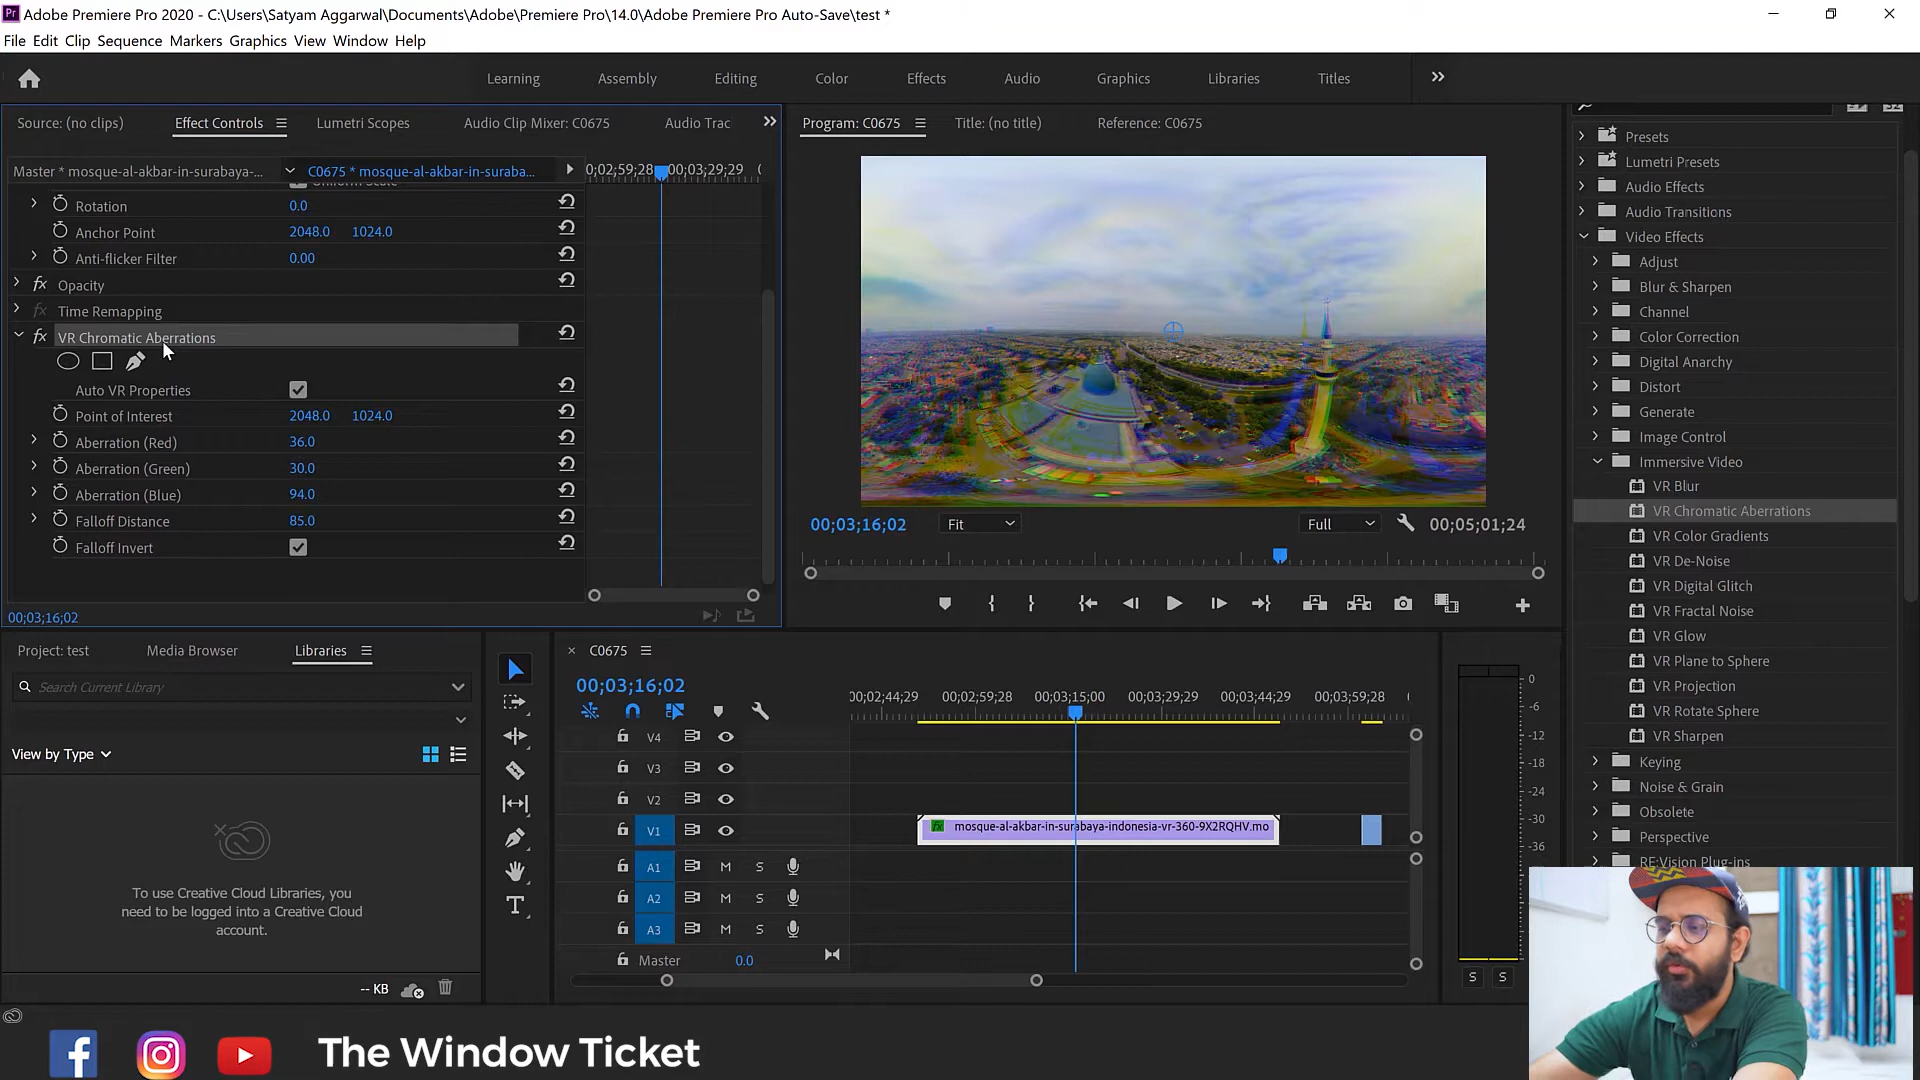 Adobe Premiere Pro 2020 - C:\Users\Satyam Aggarwal\Documents\Adobe\Premiere Pro\14.0\Adobe Premiere Pro Auto-Save\test *
File Edit Clip Sequence Markers Graphics View Window Help
Learning Assembly Editing Color Effects Audio Graphics Libraries Titles
Source: (no clips) Effect Controls Lumetri Scopes Audio Clip Mixer: C0675 Audio Trac
Master * mosque-al-akbar-in-surabaya-... C0675 * mosque-al-akbar-in-suraba...
0;02;59;28 00;03;29;29
Uniform Scale
Rotation 0.0
Anchor Point 2048.0 1024.0
Anti-flicker Filter 0.00
fx Opacity
fx Time Remapping
fx VR Chromatic Aberrations
Auto VR Properties
Point of Interest 2048.0 1024.0
Aberration (Red) 36.0
Aberration (Green) 30.0
Aberration (Blue) 94.0
Falloff Distance 85.0
Falloff Invert
00;03;16;02
Program: C0675 Title: (no title) Reference: C0675
00;03;16;02 Fit Full 00;05;01;24
Presets
Lumetri Presets
Audio Effects
Audio Transitions
Video Effects
Adjust
Blur & Sharpen
Channel
Color Correction
Digital Anarchy
Distort
Generate
Image Control
Immersive Video
VR Blur
VR Chromatic Aberrations
VR Color Gradients
VR De-Noise
VR Digital Glitch
VR Fractal Noise
VR Glow
VR Plane to Sphere
VR Projection
VR Rotate Sphere
VR Sharpen
Keying
Noise & Grain
Obsolete
Perspective
RE:Vision Plug-ins
Project: test Media Browser Libraries
Search Current Library
View by Type
To use Creative Cloud Libraries, you
need to be logged into a Creative Cloud
account.
-- KB
C0675
00;03;16;02
00;02;44;29 00;02;59;28 00;03;15;00 00;03;29;29 00;03;44;29 00;03;59;28
V4
V3
V2
V1 fx mosque-al-akbar-in-surabaya-indonesia-vr-360-9X2RQHV.mo
A1 M S
A2 M S
A3 M S
Master 0.0
0
-6
-12
-18
-24
-30
-36
S S
The Window Ticket